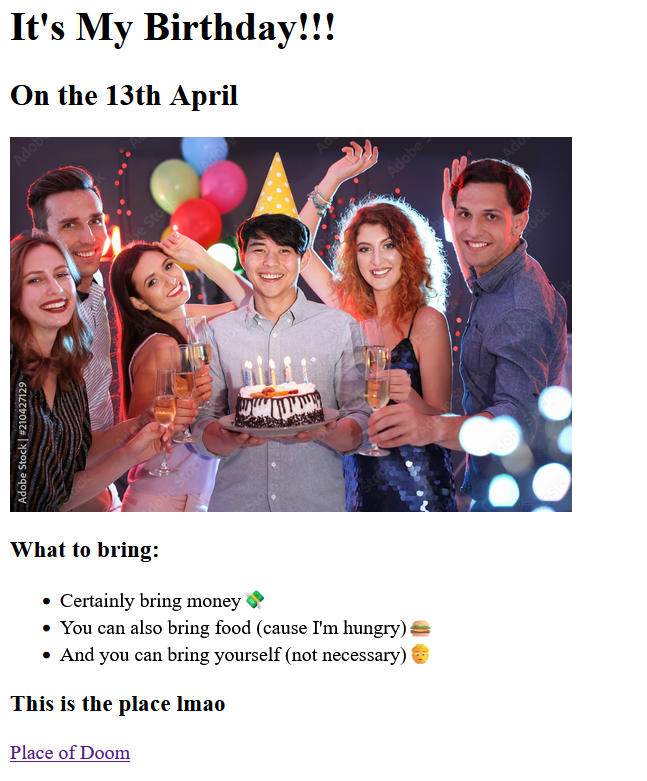 It's My Birthday!!!
On the 13th April
Adobe Stock | #210427129
What to bring:
Certainly bring money 💸
You can also bring food (cause I'm hungry) 🍔
And you can bring yourself (not necessary) 😴
This is the place lmao
Place of Doom